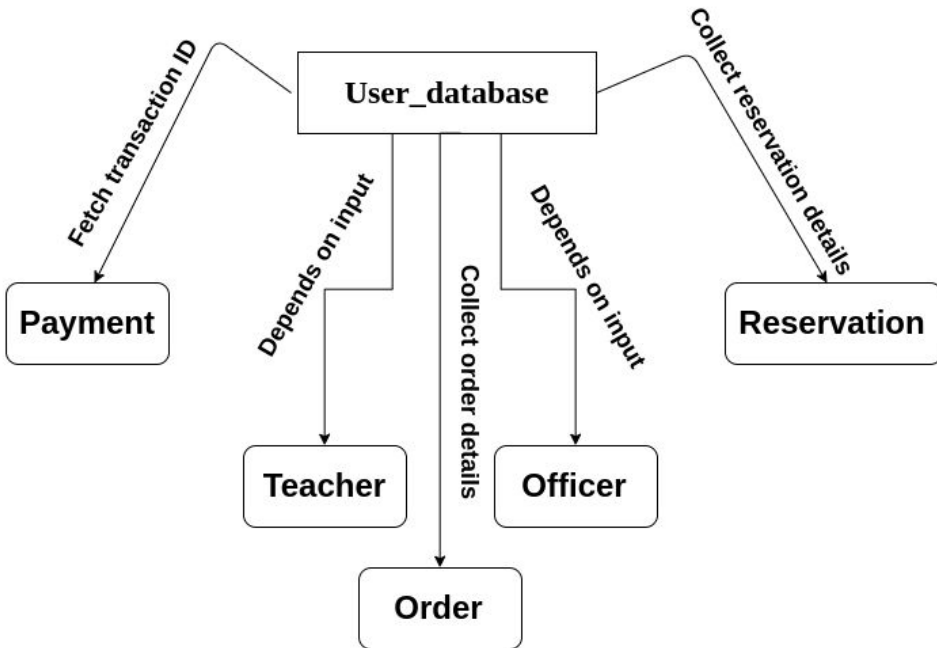 User_database
Fetch transaction ID
Depends on input
Collect order details
Depends on input
Collect reservation details
Payment
Teacher
Order
Officer
Reservation